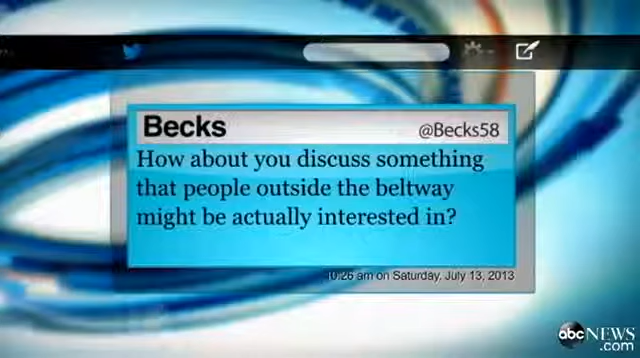 Becks
@Becks58
How about you discuss something
that people outside the beltway
might be actually interested in?
10:26 am on Saturday, July 13, 2013
abc NEWS
.com